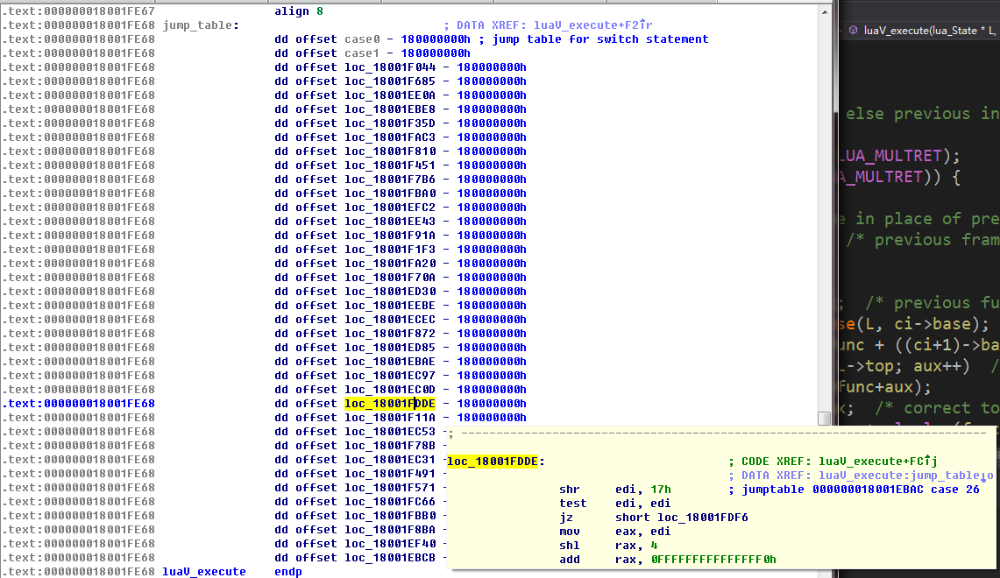 .text:000000018001FE67 align 8
.text:000000018001FE68 jump_table: ; DATA XREF: luaV_execute+F2↑r
.text:000000018001FE68 dd offset case0 - 180000000h ; jump table for switch statement
.text:000000018001FE68 dd offset case1 - 180000000h
.text:000000018001FE68 dd offset loc_18001F044 - 180000000h
.text:000000018001FE68 dd offset loc_18001F685 - 180000000h
.text:000000018001FE68 dd offset loc_18001EE0A - 180000000h
.text:000000018001FE68 dd offset loc_18001EBE8 - 180000000h
.text:000000018001FE68 dd offset loc_18001F35D - 180000000h
.text:000000018001FE68 dd offset loc_18001FAC3 - 180000000h
.text:000000018001FE68 dd offset loc_18001F810 - 180000000h
.text:000000018001FE68 dd offset loc_18001F451 - 180000000h
.text:000000018001FE68 dd offset loc_18001F7B6 - 180000000h
.text:000000018001FE68 dd offset loc_18001FBA0 - 180000000h
.text:000000018001FE68 dd offset loc_18001EFC2 - 180000000h
.text:000000018001FE68 dd offset loc_18001EE43 - 180000000h
.text:000000018001FE68 dd offset loc_18001F91A - 180000000h
.text:000000018001FE68 dd offset loc_18001F1F3 - 180000000h
.text:000000018001FE68 dd offset loc_18001FA20 - 180000000h
.text:000000018001FE68 dd offset loc_18001F70A - 180000000h
.text:000000018001FE68 dd offset loc_18001ED30 - 180000000h
.text:000000018001FE68 dd offset loc_18001EEBE - 180000000h
.text:000000018001FE68 dd offset loc_18001ECEC - 180000000h
.text:000000018001FE68 dd offset loc_18001F872 - 180000000h
.text:000000018001FE68 dd offset loc_18001ED85 - 180000000h
.text:000000018001FE68 dd offset loc_18001EBAE - 180000000h
.text:000000018001FE68 dd offset loc_18001EC97 - 180000000h
.text:000000018001FE68 dd offset loc_18001EC0D - 180000000h
.text:000000018001FE68 dd offset loc_18001FDDE - 180000000h
.text:000000018001FE68 dd offset loc_18001F11A - 180000000h
.text:000000018001FE68 dd offset loc_18001EC53 -
.text:000000018001FE68 dd offset loc_18001F78B -
.text:000000018001FE68 dd offset loc_18001EC31 -
.text:000000018001FE68 dd offset loc_18001F491 -
.text:000000018001FE68 dd offset loc_18001F571 -
.text:000000018001FE68 dd offset loc_18001FC66 -
.text:000000018001FE68 dd offset loc_18001FBB0 -
.text:000000018001FE68 dd offset loc_18001F8BA -
.text:000000018001FE68 dd offset loc_18001EF40 -
.text:000000018001FE68 dd offset loc_18001EBCB -
.text:000000018001FE68 luaV_execute endp
; ---------------------------------------------------------------------------
loc_18001FDDE: ; CODE XREF: luaV_execute+FC↑j
; DATA XREF: luaV_execute:jump_table↓o
shr edi, 17h ; jumptable 000000018001EBAC case 26
test edi, edi
jz short loc_18001FDF6
mov eax, edi
shl rax, 4
add rax, 0FFFFFFFFFFFFFFF0h
luaV_execute(lua_State * L,
else previous in
LUA_MULTRET);
A_MULTRET)) {
e in place of pre
/* previous fram
; /* previous fu
se(L, ci->base);
unc + ((ci+1)->ba
->top; aux++) /
func+aux);
x; /* correct to